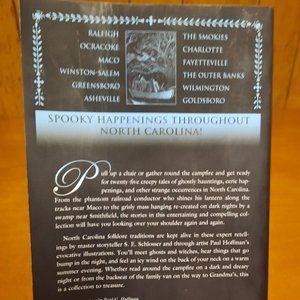 RALEIGH
OCRACOKE
MACO
WINSTON-SALEM
GREENSBORO
ASHEVILLE
THE SMOKIES
CHARLOTTE
FAYETTEVILLE
THE OUTER BANKS
WILMINGTON
GOLDSBORO
SPOOKY HAPPENINGS THROUGHOUT
NORTH CAROLINA!
Pull up a chair or gather round the campfire and get ready
for twenty-five creepy tales of ghostly hauntings, eerie hap-
penings, and other strange occurrences in North Carolina.
From the phantom railroad conductor who shines his lantern along the
tracks near Maco to the grisly mass hanging re-created on dark nights by a
swamp near Smithfield, the stories in this entertaining and compelling col-
lection will have you looking over your shoulder again and again.
North Carolina folklore traditions are kept alive in these expert retell-
ings by master storyteller S. E. Schlosser and through artist Paul Hoffman's
evocative illustrations. You'll meet ghosts and witches, hear things that go
bump in the night, and feel an icy wind on the back of your neck on a warm
summer evening. Whether read around the campfire on a dark and dreary
night or from the backseat of the family van on the way to Grandma's, this
is a collection to treasure.